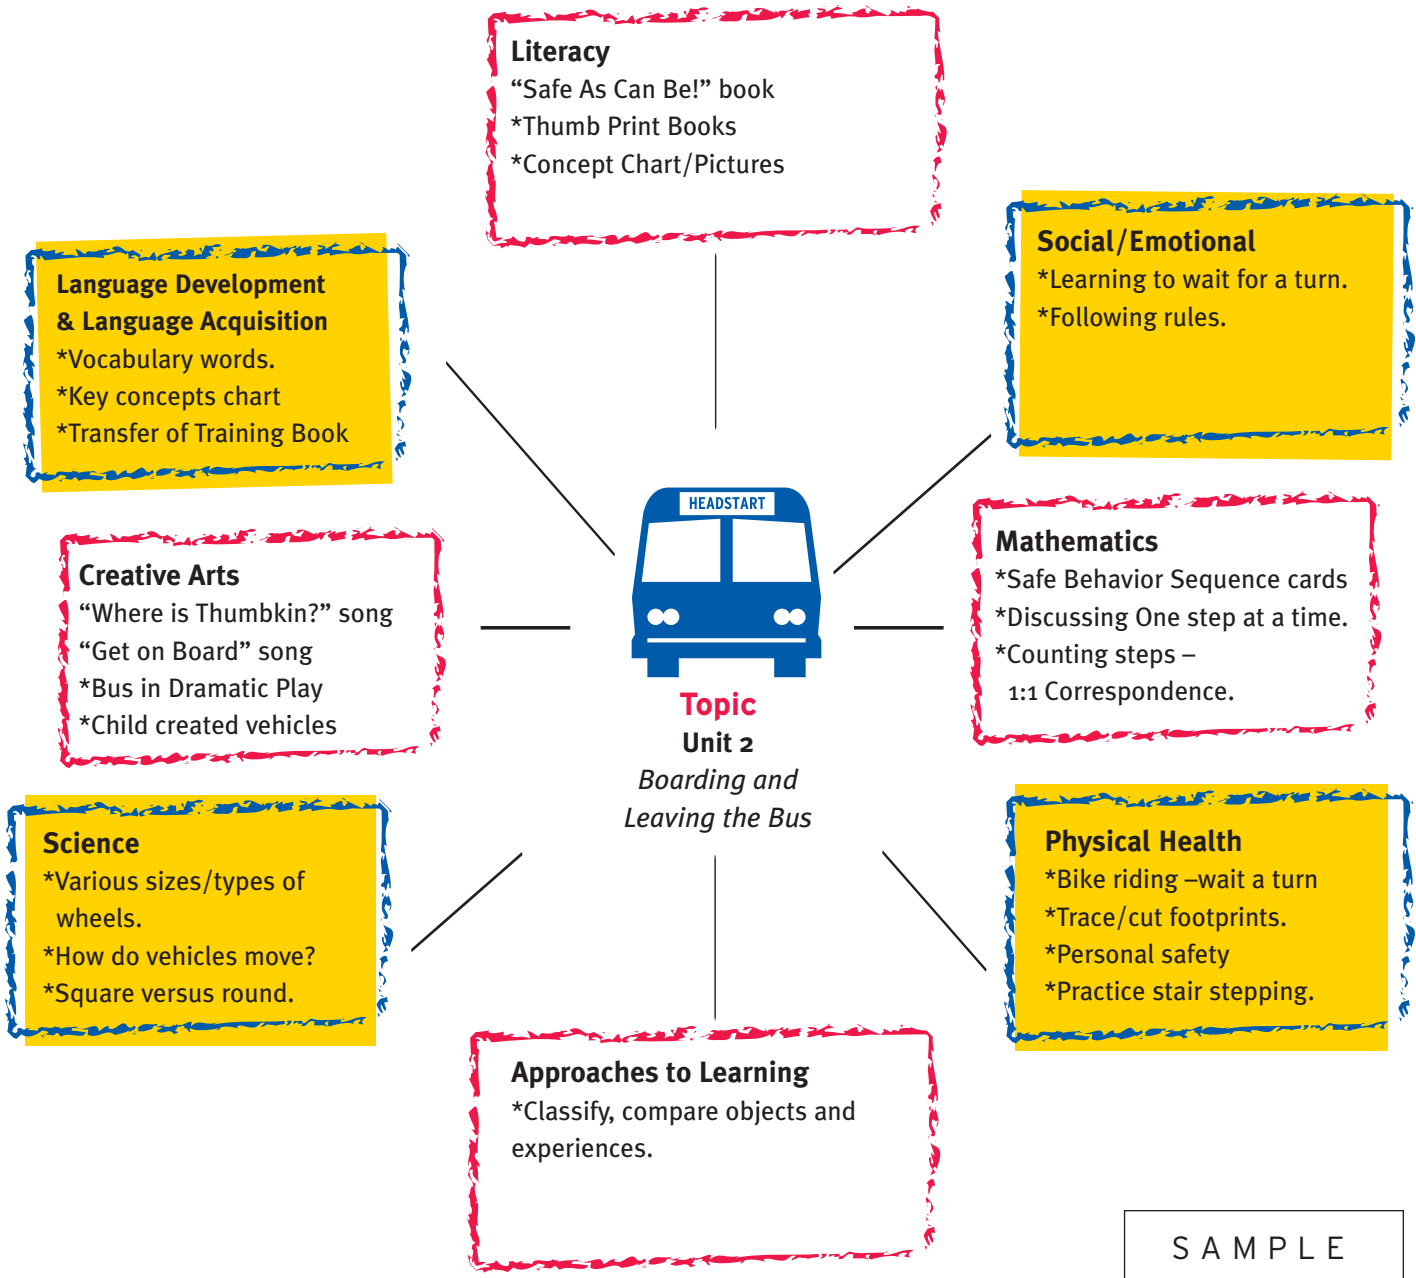 Literacy
“Safe As Can Be!” book
*Thumb Print Books
*Concept Chart/Pictures
Language Development
& Language Acquisition
*Vocabulary words.
*Key concepts chart
*Transfer of Training Book
Social/Emotional
*Learning to wait for a turn.
*Following rules.
HEADSTART
Creative Arts
“Where is Thumbkin?” song
“Get on Board” song
*Bus in Dramatic Play
*Child created vehicles
Mathematics
*Safe Behavior Sequence cards
*Discussing One step at a time.
*Counting steps –
1:1 Correspondence.
Topic
Unit 2
Boarding and
Leaving the Bus
Science
*Various sizes/types of
wheels.
*How do vehicles move?
*Square versus round.
Physical Health
*Bike riding –wait a turn
*Trace/cut footprints.
*Personal safety
*Practice stair stepping.
Approaches to Learning
*Classify, compare objects and
experiences.
SAMPLE